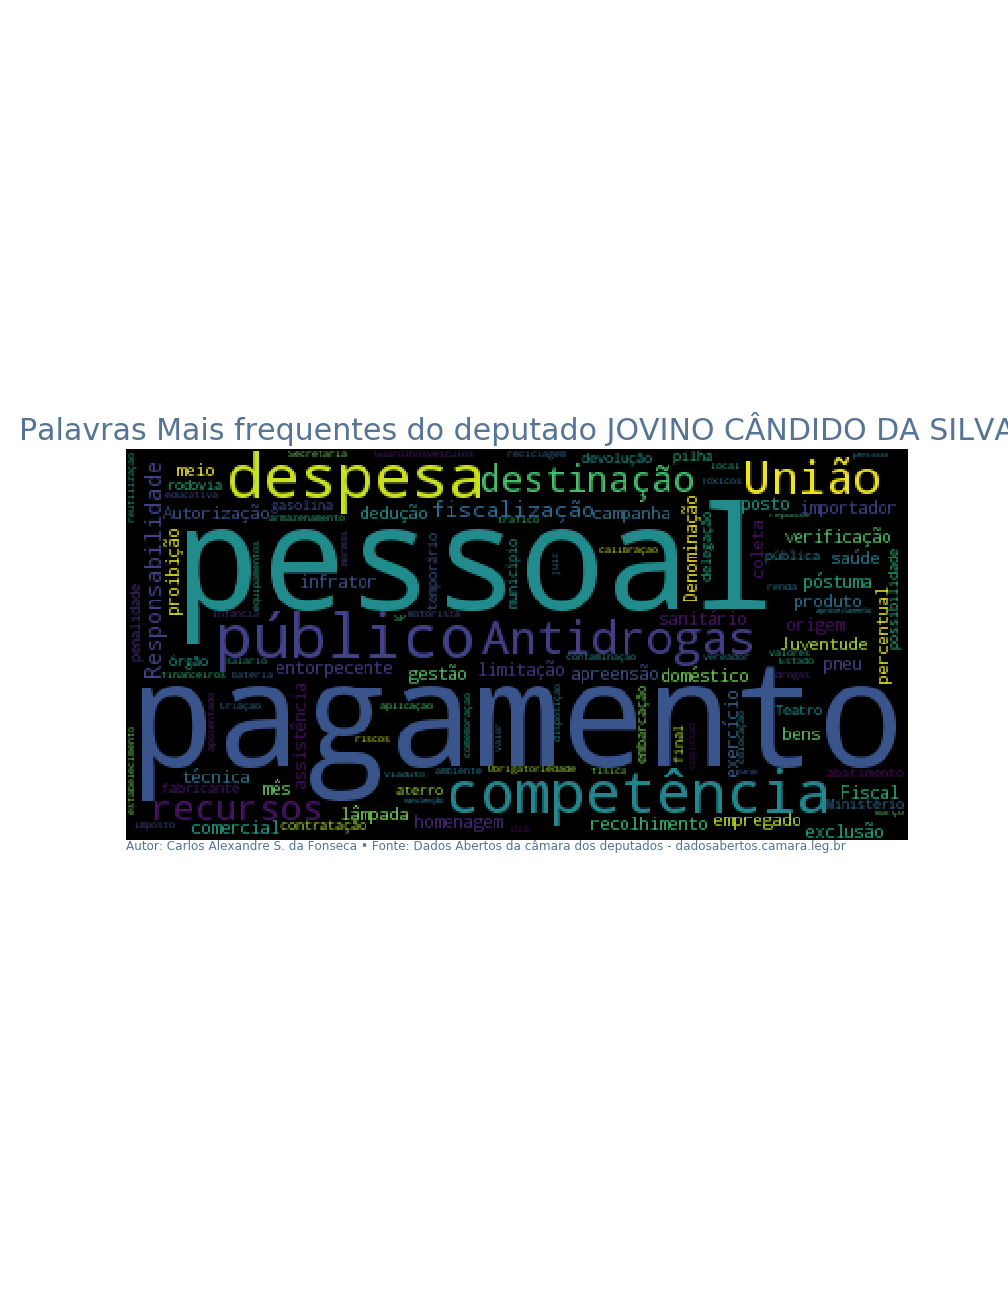 Palavras Mais frequentes do deputado JOVINO CÂNDIDO DA SILVA
Secretaria
reciclagem
devolução
pilha
pessoa
meio
despesa
destinação
local
União
rodovia
tóxicos
educativa
reutilização
gasolina
Autorização
armazenamento
dedução
fiscalização
campanha
posto
importador
Responsabilidade
proibição
pessoal
Denominação
delegação
coleta
verificação
calibração
pública
saúde
equipamentos
normas
temporário
município
juiz
infrator
renda
póstuma
produto
possibilidade
percentual
penalidade
Infância
motorista
público
Antidrogas
sanitário
origem
Juventude
valores
Estado
órgão
salário
contaminação
vereador
entorpecente
gestão
limitação
apreensão
doméstico
pneu
drogas
financeiros
bateria
pagamento
assistência
aposentado
criação
aplicação
comemoração
valor
disposição
embarcação
final
comissão
exercício
Teatro
bens
riscos
estabelecimento
técnica
viaduto
ambiente
Obrigatoriedade
física
abatimento
fabricante
mês
aterro
manutenção
competência
Fiscal
Ministério
recursos
lâmpada
homenagem
recolhimento
empregado
imposto
comercial
contratação
exclusão
Autor: Carlos Alexandre S. da Fonseca • Fonte: Dados Abertos da câmara dos deputados - dadosabertos.camara.leg.br